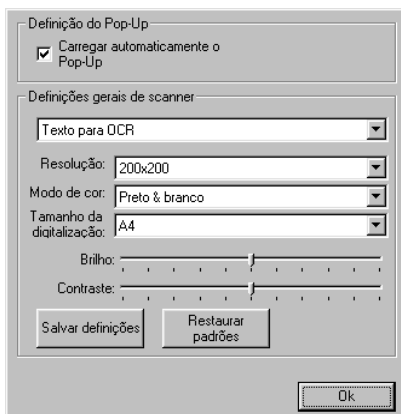 Definição do Pop-Up
Carregar automaticamente o
Pop-Up
Definições gerais de scanner
Texto para OCR
Resolução: 200x200
Modo de cor: Preto & branco
Tamanho da
digitalização: A4
Brilho:
Contraste:
Salvar definições
Restaurar
padrões
Ok